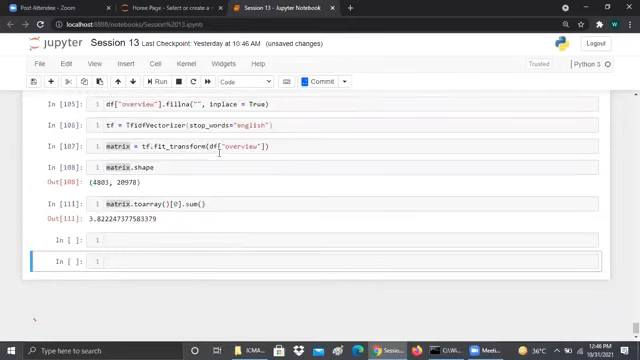 Post Attendee - Zoom
Home Page - Select or create a n
Session 13 - Jupyter Notebook
localhost:8888/notebooks/Session%2013.ipynb
jupyter Session 13 Last Checkpoint: Yesterday at 10:46 AM (unsaved changes)
Logout
File Edit View Insert Cell Kernel Widgets Help
Trusted
Python 3
Run
Code
Commit
In [105] 1 df["overview"].fillna("", inplace = True)
In [106] 1 tf = TfidfVectorizer(stop_words="english")
In [107] 1 matrix = tf.fit_transform(df["overview"])
In [108] 1 matrix.shape
Out[108] (4803, 20978)
In [111] 1 matrix.toarray()[0].sum()
Out[111] 3.822247377583379
In [ ] 1
In [ ] 1
Type here to search
ICMA...
Sessi...
C:\Wi...
Meeti...
36°C
12:46 PM
10/31/2021